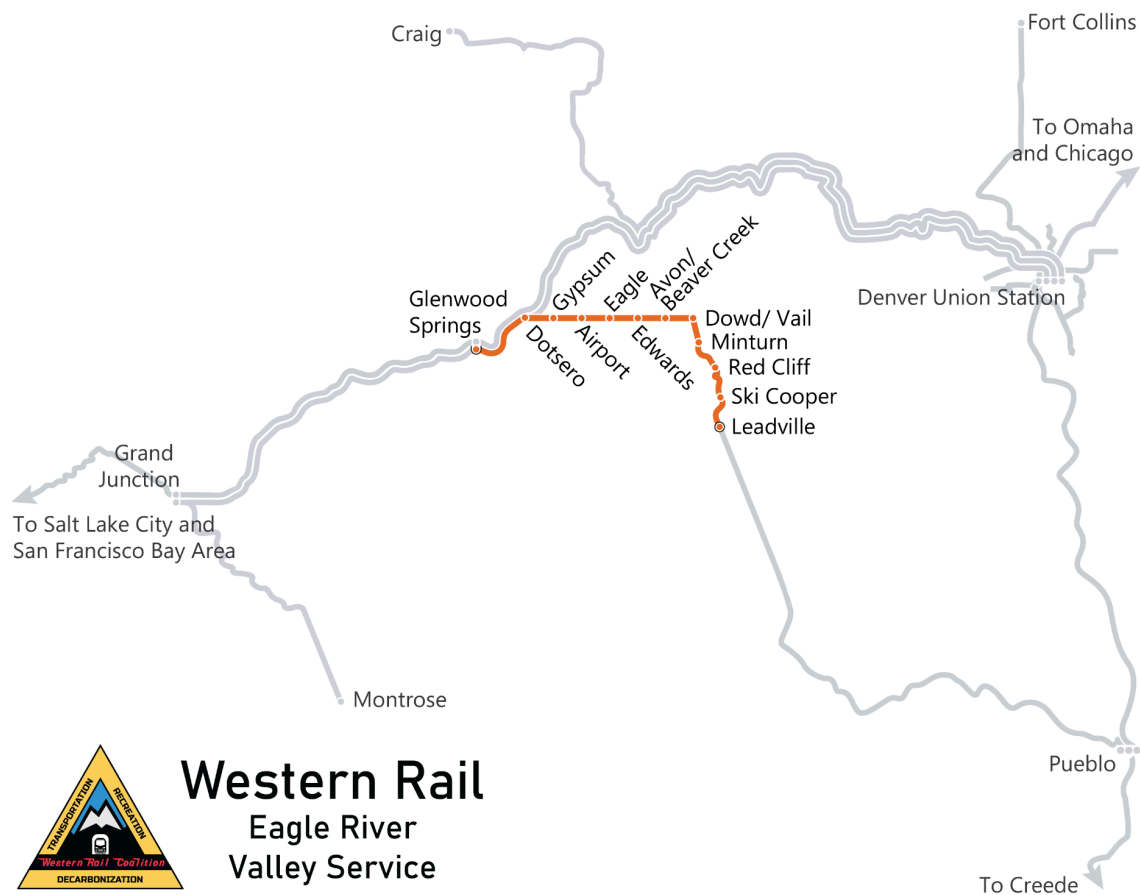 Craig
Fort Collins
To Omaha
and Chicago
Gypsum
Eagle
Avon/
Beaver Creek
Glenwood
Springs
Denver Union Station
Dotsero
Airport
Edwards
Dowd/ Vail
Minturn
Red Cliff
Ski Cooper
Leadville
Grand
Junction
To Salt Lake City and
San Francisco Bay Area
Montrose
Pueblo
To Creede
Western Rail
Eagle River
Valley Service
TRANSPORTATION
RECREATION
Western Rail Coalition
DECARBONIZATION